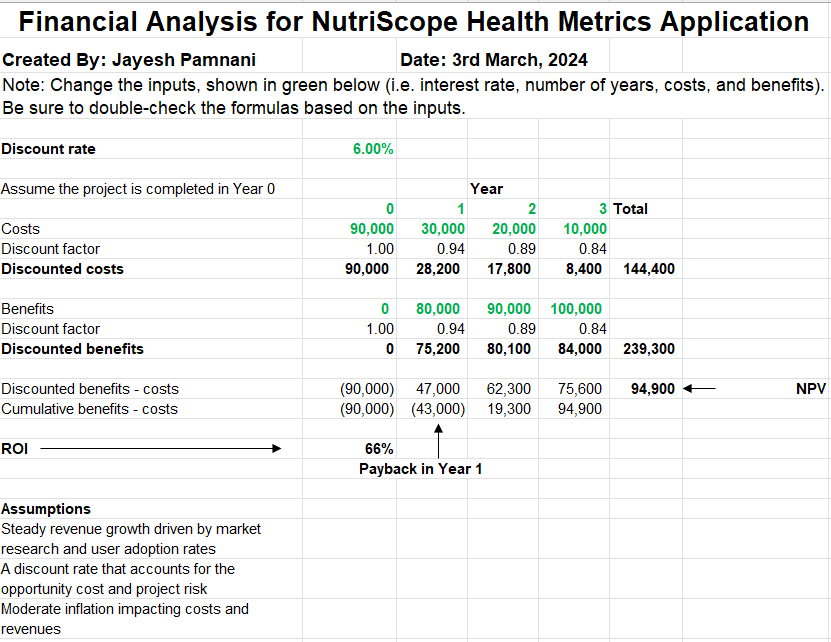 Financial Analysis for NutriScope Health Metrics Application
Created By: Jayesh Pamnani Date: 3rd March, 2024
Note: Change the inputs, shown in green below (i.e. interest rate, number of years, costs, and benefits).
Be sure to double-check the formulas based on the inputs.
Discount rate 6.00%
Assume the project is completed in Year 0 Year
0 1 2 3 Total
Costs 90,000 30,000 20,000 10,000
Discount factor 1.00 0.94 0.89 0.84
Discounted costs 90,000 28,200 17,800 8,400 144,400
Benefits 0 80,000 90,000 100,000
Discount factor 1.00 0.94 0.89 0.84
Discounted benefits 0 75,200 80,100 84,000 239,300
Discounted benefits - costs (90,000) 47,000 62,300 75,600 94,900 NPV
Cumulative benefits - costs (90,000) (43,000) 19,300 94,900
ROI 66%
Payback in Year 1
Assumptions
Steady revenue growth driven by market
research and user adoption rates
A discount rate that accounts for the
opportunity cost and project risk
Moderate inflation impacting costs and
revenues